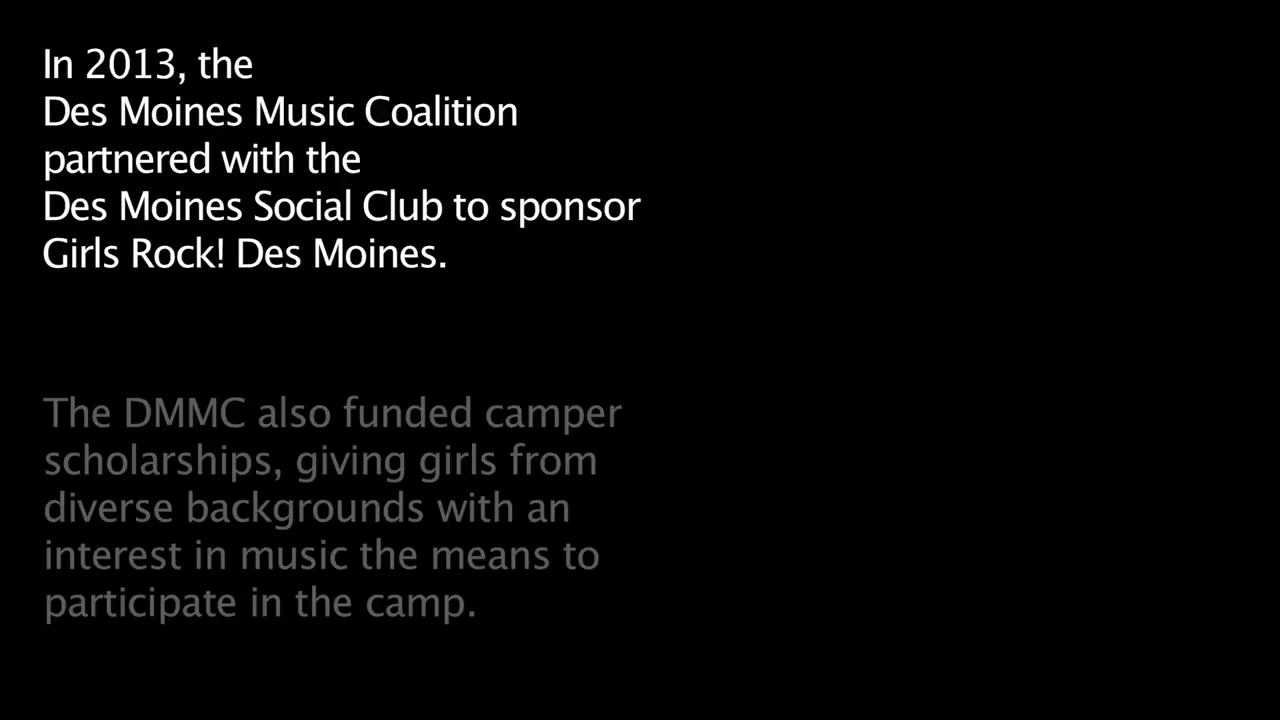 In 2013, the
Des Moines Music Coalition
partnered with the
Des Moines Social Club to sponsor
Girls Rock! Des Moines.
The DMMC also funded camper
scholarships, giving girls from
diverse backgrounds with an
interest in music the means to
participate in the camp.